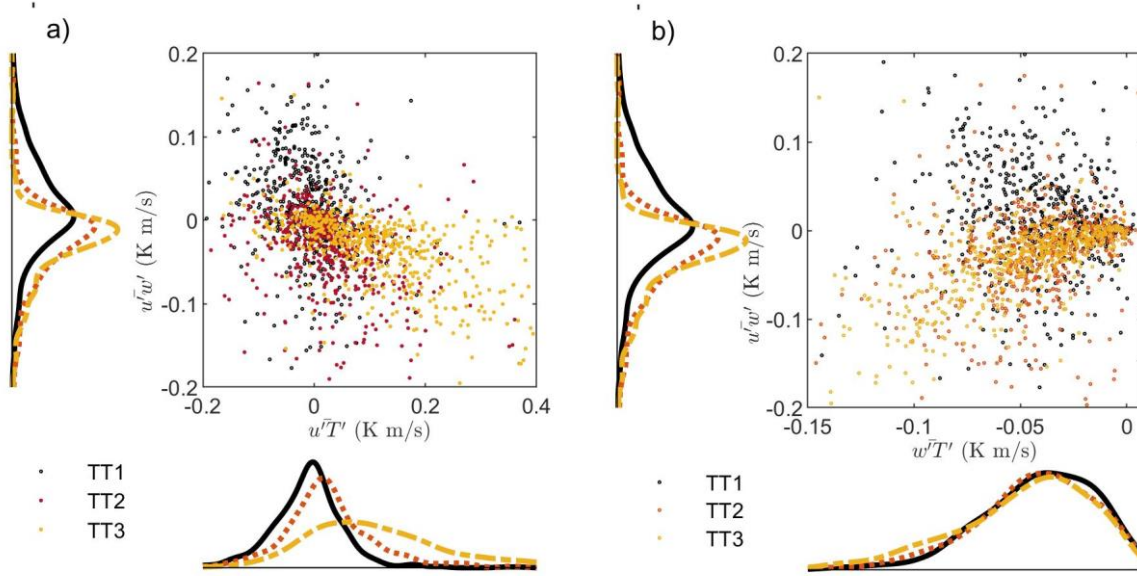 a)
0.2
0.1
0
-0.1
-0.2
u'w' (K m/s)
-0.2 0 0.2 0.4
u'T' (K m/s)
TT1
TT2
TT3
b)
0.2
0.1
0
-0.1
-0.2
u'w' (K m/s)
-0.15 -0.1 -0.05 0
w'T' (K m/s)
TT1
TT2
TT3